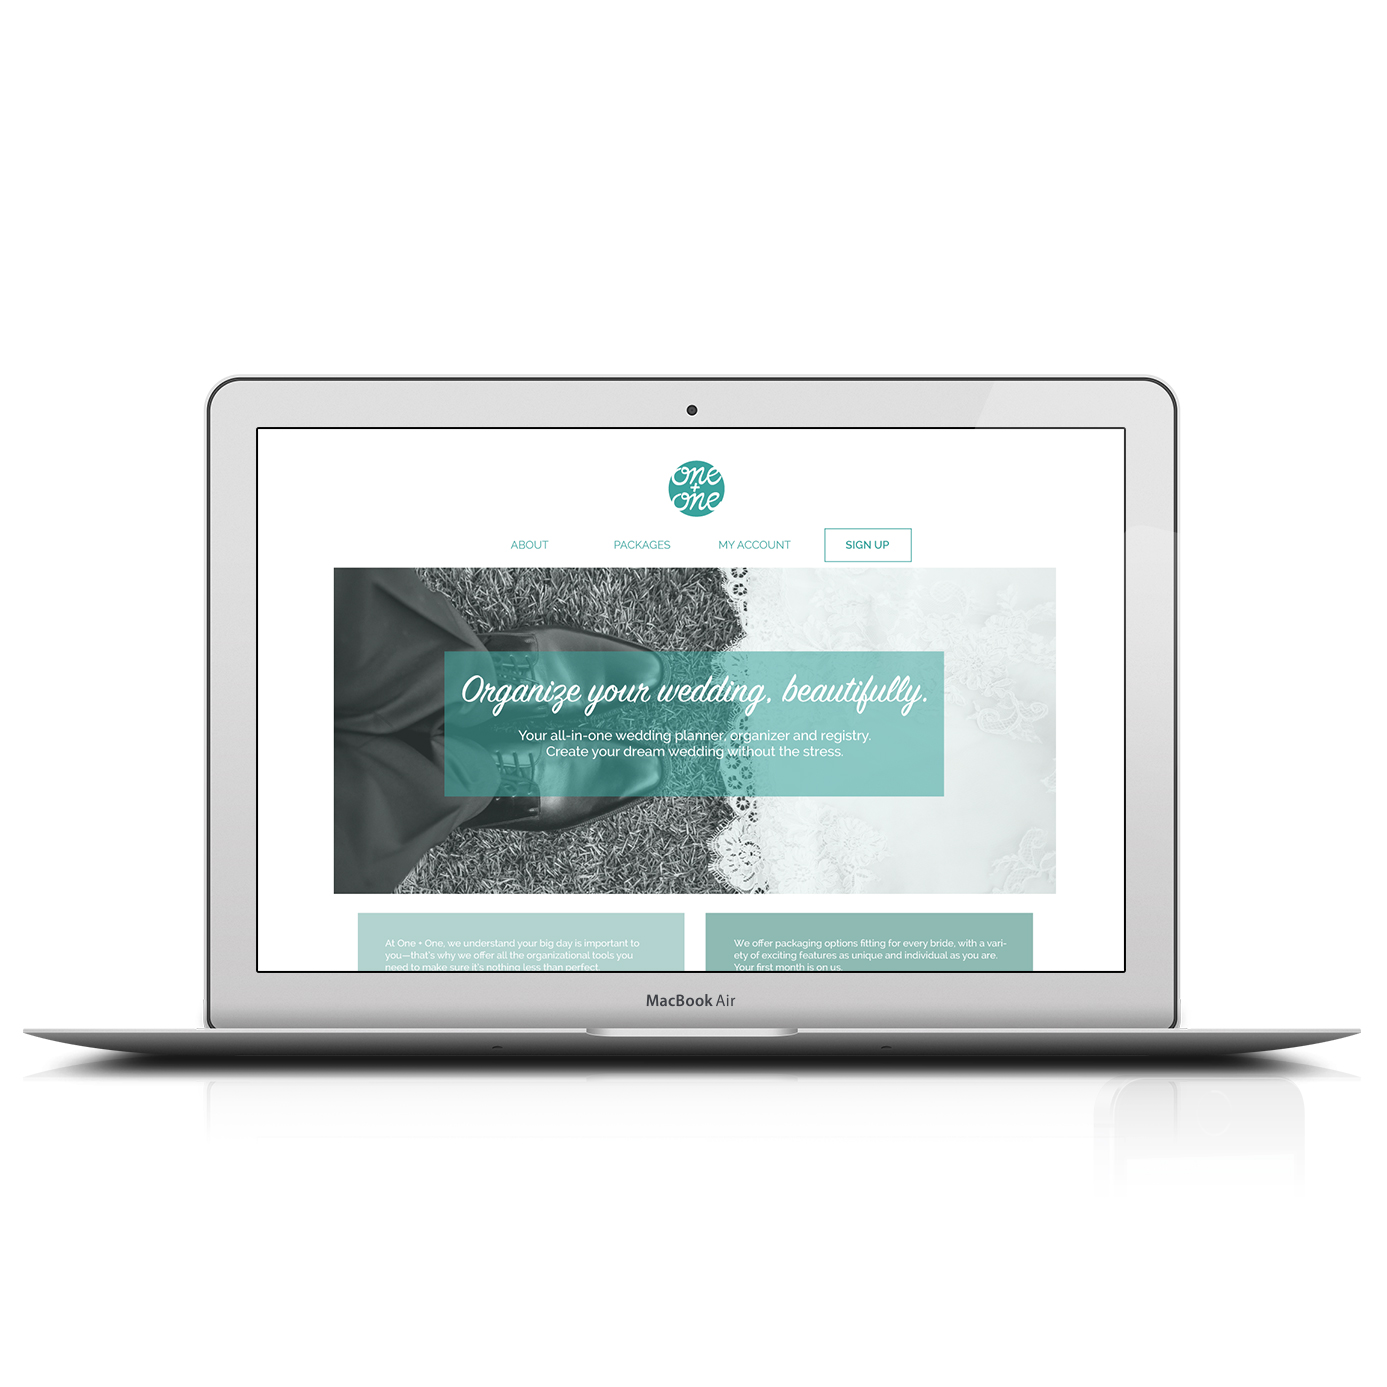 one
+
one
ABOUT PACKAGES MY ACCOUNT SIGN UP
Organize your wedding, beautifully.
Your all-in-one wedding planner, organizer and registry.
Create your dream wedding without the stress.
At One + One, we understand your big day is important to
you—that's why we offer all the organizational tools you
need to make sure it's nothing less than perfect.
We offer packaging options fitting for every bride, with a vari-
ety of exciting features as unique and individual as you are.
Your first month is on us.
MacBook Air